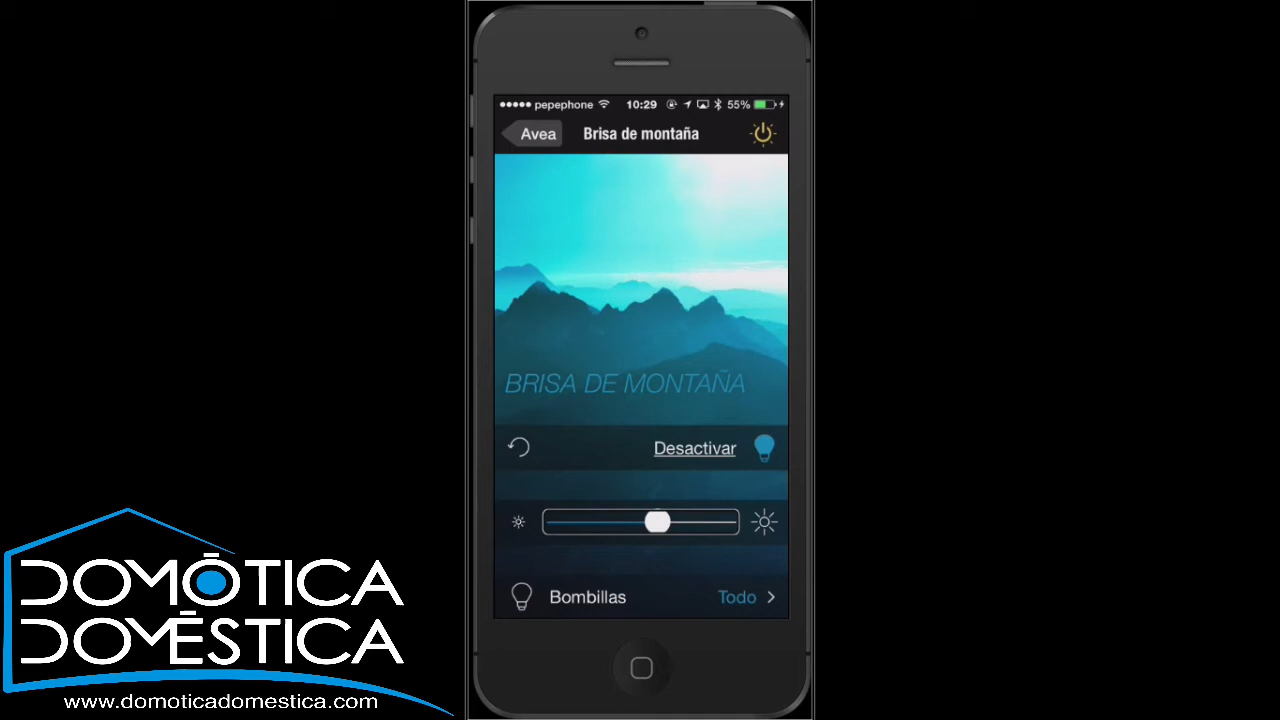 ●●●●● pepephone 10:29 55%
Avea Brisa de montaña
BRISA DE MONTAÑA
Desactivar
Bombillas Todo >
DOMÓTICA
DOMÉSTICA
www.domoticadomestica.com